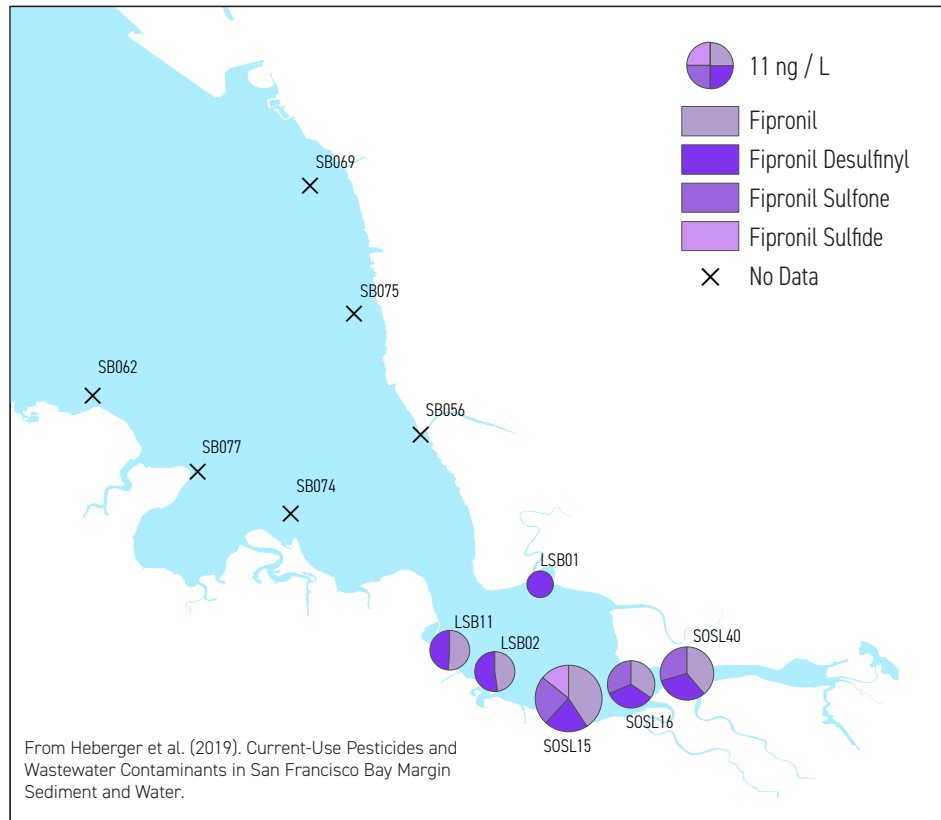 11 ng / L
Fipronil
Fipronil Desulfinyl
Fipronil Sulfone
Fipronil Sulfide
No Data
SB069
SB075
SB062
SB056
SB077
SB074
LSB01
LSB11
LSB02
SOSL40
SOSL16
SOSL15
From Heberger et al. (2019). Current-Use Pesticides and
Wastewater Contaminants in San Francisco Bay Margin
Sediment and Water.